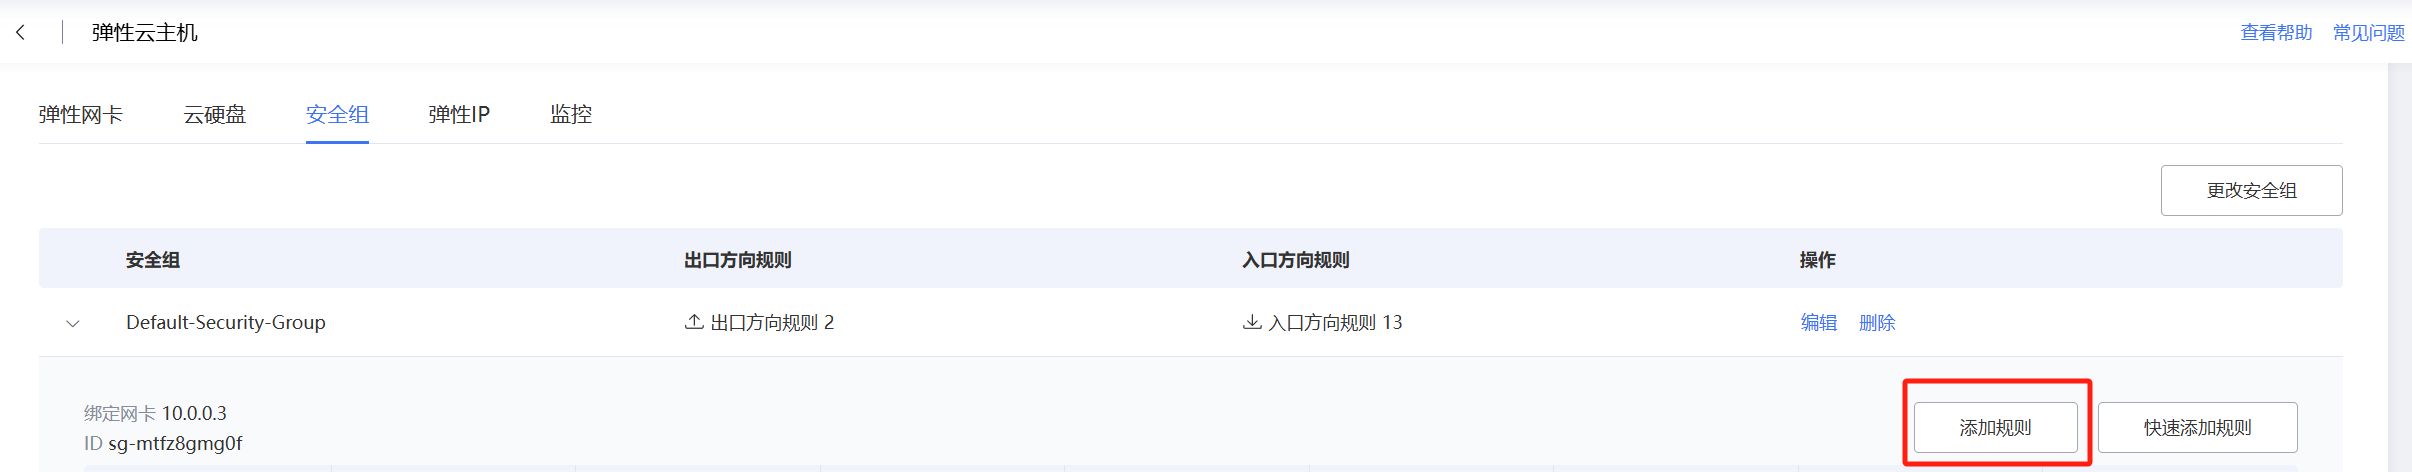 弹性云主机 查看帮助 常见问题
弹性网卡 云硬盘 安全组 弹性IP 监控
更改安全组
安全组 出口方向规则 入口方向规则 操作
Default-Security-Group 出口方向规则 2 入口方向规则 13 编辑 删除
绑定网卡 10.0.0.3
ID sg-mtfz8gmg0f
添加规则 快速添加规则